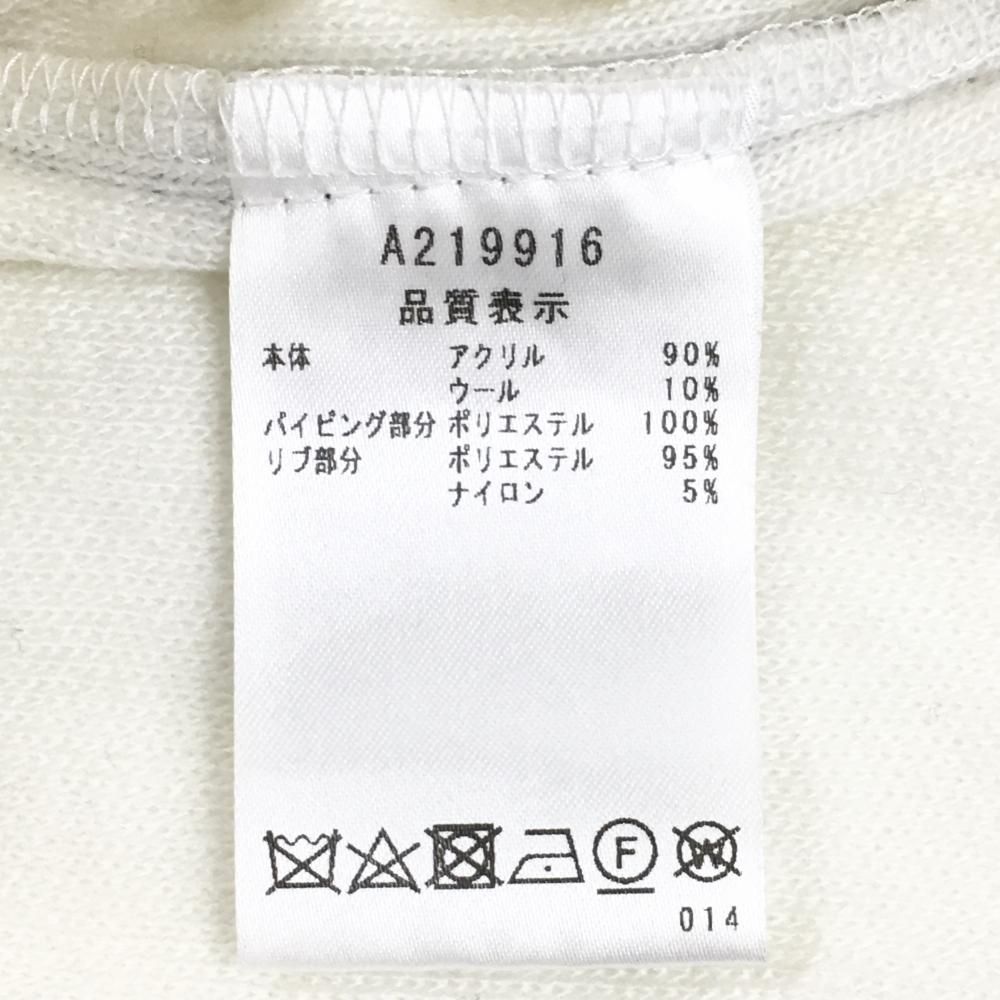 A219916
品質表示
本体 アクリル 90%
ウール 10%
パイピング部分 ポリエステル 100%
リブ部分 ポリエステル 95%
ナイロン 5%
F W
014